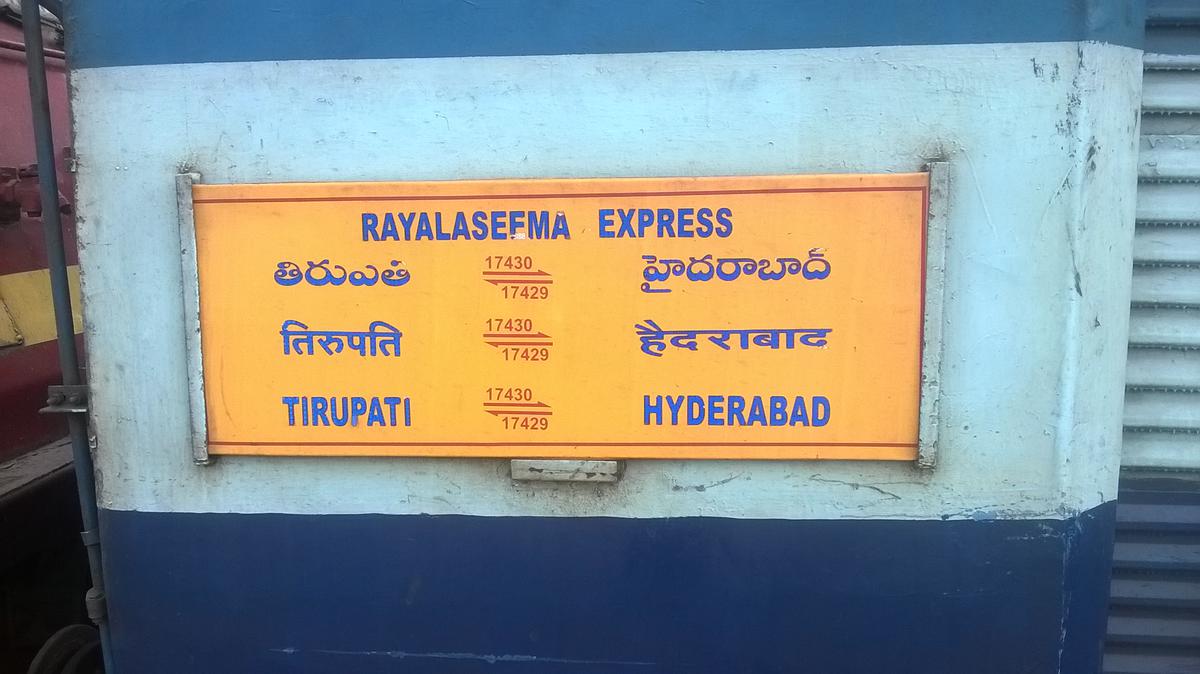 RAYALASEEMA EXPRESS
తిరుపతి 17430 17429 హైదరాబాద్
तिरुपति 17430 17429 हैदराबाद
TIRUPATI 17430 17429 HYDERABAD